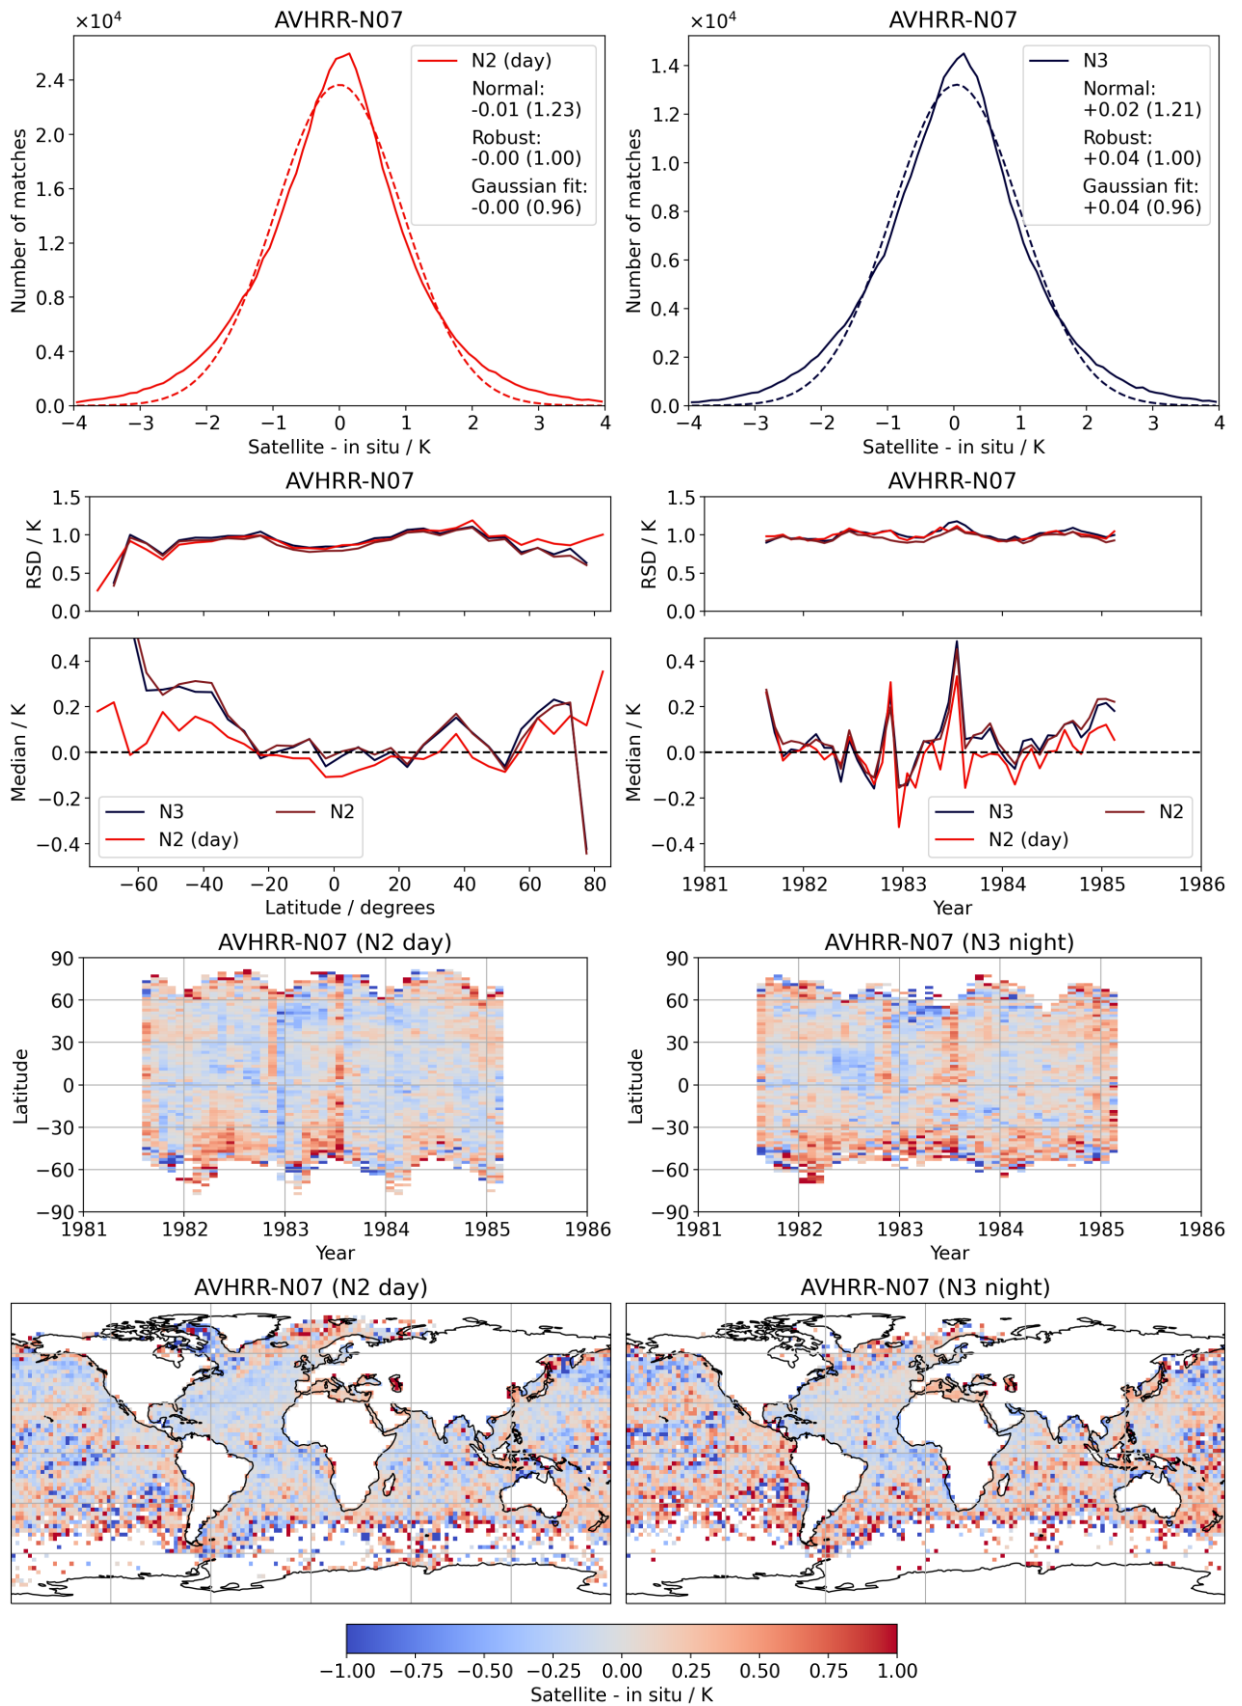 AVHRR-N07
×10⁴
N2 (day)
Normal:
-0.01 (1.23)
Robust:
-0.00 (1.00)
Gaussian fit:
-0.00 (0.96)
2.4
2.0
1.6
1.2
0.8
0.4
0.0
Number of matches
−4 −3 −2 −1 0 1 2 3 4
Satellite - in situ / K
AVHRR-N07
×10⁴
N3
Normal:
+0.02 (1.21)
Robust:
+0.04 (1.00)
Gaussian fit:
+0.04 (0.96)
1.4
1.2
1.0
0.8
0.6
0.4
0.2
0.0
Number of matches
−4 −3 −2 −1 0 1 2 3 4
Satellite - in situ / K
AVHRR-N07
1.5
1.0
0.5
0.0
RSD / K
0.4
0.2
0.0
−0.2
−0.4
Median / K
N3 N2
N2 (day)
−60 −40 −20 0 20 40 60 80
Latitude / degrees
AVHRR-N07
1.5
1.0
0.5
0.0
RSD / K
0.4
0.2
0.0
−0.2
−0.4
Median / K
N3 N2
N2 (day)
1981 1982 1983 1984 1985 1986
Year
AVHRR-N07 (N2 day)
90
60
30
0
−30
−60
−90
Latitude
1981 1982 1983 1984 1985 1986
Year
AVHRR-N07 (N3 night)
90
60
30
0
−30
−60
−90
Latitude
1981 1982 1983 1984 1985 1986
Year
AVHRR-N07 (N2 day)
AVHRR-N07 (N3 night)
−1.00 −0.75 −0.50 −0.25 0.00 0.25 0.50 0.75 1.00
Satellite - in situ / K